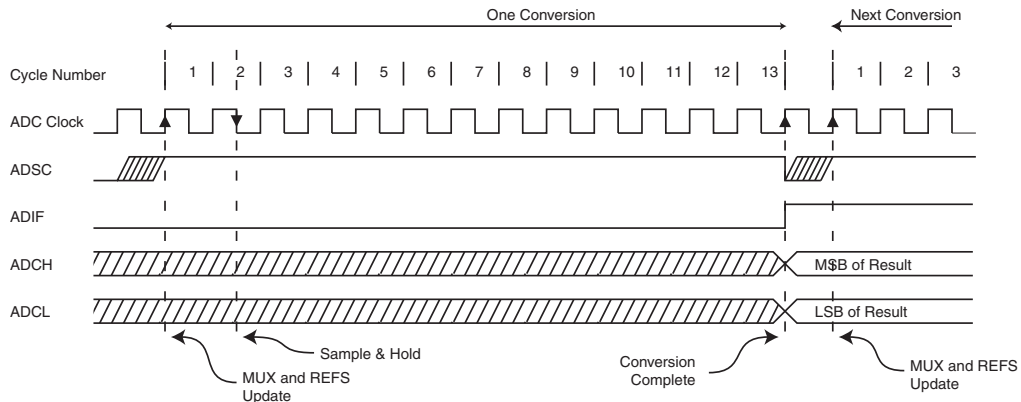 One Conversion
Next Conversion
Cycle Number 1 2 3 4 5 6 7 8 9 10 11 12 13 1 2 3
ADC Clock
ADSC
ADIF
ADCH MSB of Result
ADCL LSB of Result
Sample & Hold
MUX and REFS
Update
Conversion
Complete
MUX and REFS
Update